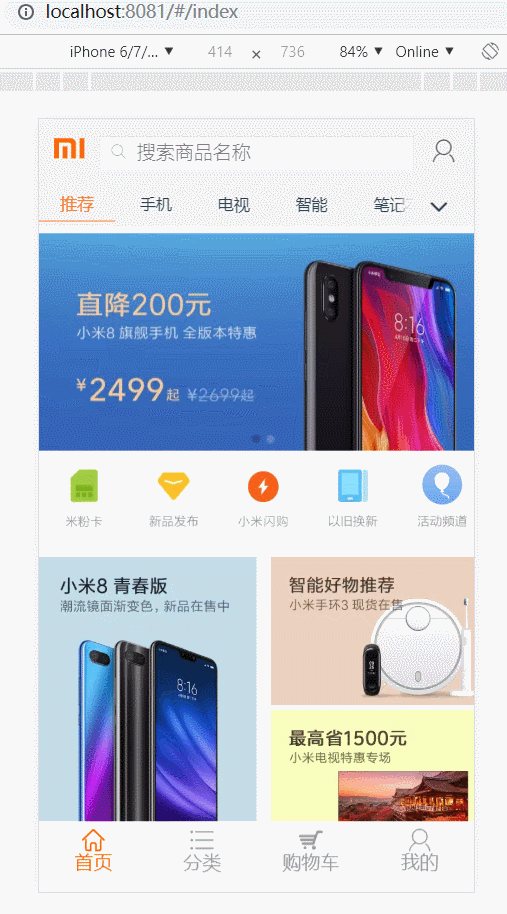 localhost:8081/#/index
iPhone 6/7/... ▼ 414 × 736 84% ▼ Online ▼
mi 搜索商品名称
推荐 手机 电视 智能 笔记
直降200元
小米8 旗舰手机 全版本特惠
¥2499起 ¥2699起
8:16
米粉卡 新品发布 小米闪购 以旧换新 活动频道
小米8 青春版
潮流镜面渐变色，新品在售中
8:16
智能好物推荐
小米手环3 现货在售
最高省1500元
小米电视特惠专场
首页 分类 购物车 我的